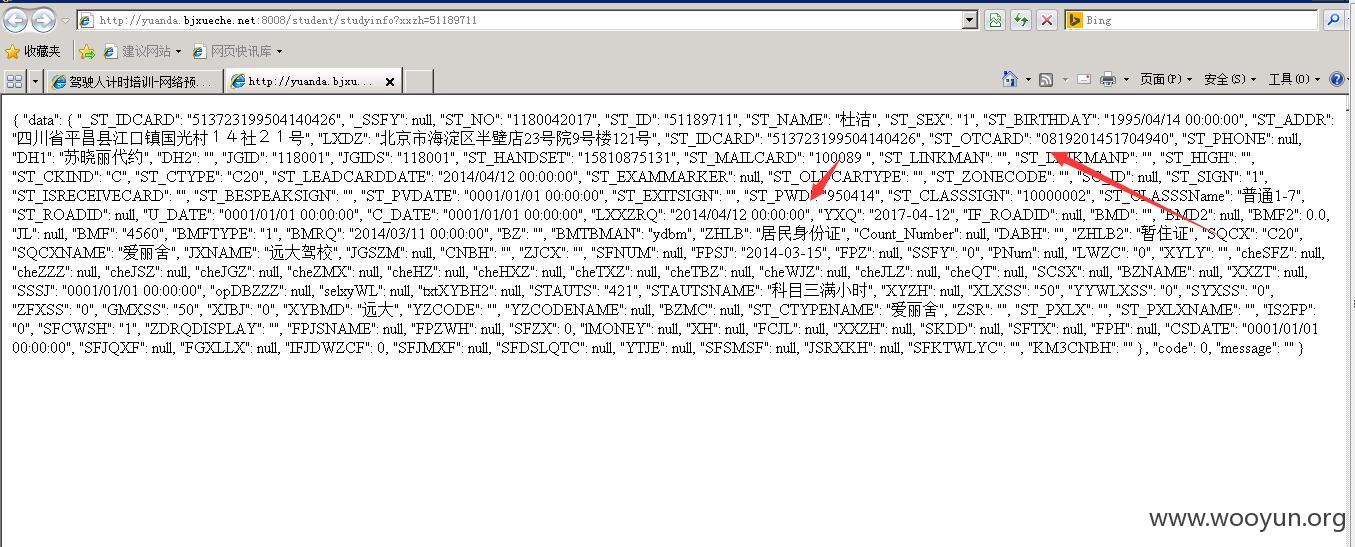 http://yuanda.bjxueche.net:8008/student/studyinfo?xxzh=51189711
Bing
收藏夹 建议网站 网页快讯库
驾驶人计时培训-网络预... http://yuanda.bjxu... 页面(P) 安全(S) 工具(O)
{ "data": { "_ST_IDCARD": "513723199504140426", "_SSFY": null, "ST_NO": "1180042017", "ST_ID": "51189711", "ST_NAME": "杜洁", "ST_SEX": "1", "ST_BIRTHDAY": "1995/04/14 00:00:00", "ST_ADDR":
"四川省平昌县江口镇国光村１４社２１号", "LXDZ": "北京市海淀区半壁店23号院9号楼121号", "ST_IDCARD": "513723199504140426", "ST_OTCARD": "0819201451704940", "ST_PHONE": null,
"DH1": "苏晓丽代约", "DH2": "", "JGID": "118001", "JGIDS": "118001", "ST_HANDSET": "15810875131", "ST_MAILCARD": "100089 ", "ST_LINKMAN": "", "ST_LINKMANP": "", "ST_HIGH": "",
"ST_CKIND": "C", "ST_CTYPE": "C20", "ST_LEADCARDDATE": "2014/04/12 00:00:00", "ST_EXAMMARKER": null, "ST_OLDCARTYPE": "", "ST_ZONECODE": "", "SC_ID": null, "ST_SIGN": "1",
"ST_ISRECEIVECARD": "", "ST_BESPEAKSIGN": "", "ST_PVDATE": "0001/01/01 00:00:00", "ST_EXITSIGN": "", "ST_PWD": "950414", "ST_CLASSSIGN": "10000002", "ST_CLASSSName": "普通1-7",
"ST_ROADID": null, "U_DATE": "0001/01/01 00:00:00", "C_DATE": "0001/01/01 00:00:00", "LXXZRQ": "2014/04/12 00:00:00", "YXQ": "2017-04-12", "IF_ROADID": null, "BMD": "", "BMD2": null, "BMF2": 0.0,
"JL": null, "BMF": "4560", "BMFTYPE": "1", "BMRQ": "2014/03/11 00:00:00", "BZ": "", "BMTBMAN": "ydbm", "ZHLB": "居民身份证", "Count_Number": null, "DABH": "", "ZHLB2": "暂住证", "SQCX": "C20",
"SQCXNAME": "爱丽舍", "JXNAME": "远大驾校", "JGSZM": null, "CNBH": "", "ZJCX": "", "SFNUM": null, "FPSJ": "2014-03-15", "FPZ": null, "SSFY": "0", "PNum": null, "LWZC": "0", "XYLY": "", "cheSFZ": null,
"cheZZZ": null, "cheJSZ": null, "cheJGZ": null, "cheZMX": null, "cheHZ": null, "cheHXZ": null, "cheTXZ": null, "cheTBZ": null, "cheWJZ": null, "cheJLZ": null, "cheQT": null, "SCSX": null, "BZNAME": null, "XXZT": null,
"SSSJ": "0001/01/01 00:00:00", "opDBZZZ": null, "selxyWL": null, "txtXYBH2": null, "STAUTS": "421", "STAUTSNAME": "科目三满小时", "XYZH": null, "XLXSS": "50", "YYWLXSS": "0", "SYXSS": "0",
"ZFXSS": "0", "GMXSS": "50", "XJBJ": "0", "XYBMD": "远大", "YZCODE": "", "YZCODENAME": null, "BZMC": null, "ST_CTYPENAME": "爱丽舍", "ZSR": "", "ST_PXLX": "", "ST_PXLXNAME": "", "IS2FP":
"0", "SFCWSH": "1", "ZDRQDISPLAY": "", "FPJSNAME": null, "FPZWH": null, "SFZX": 0, "IMONEY": null, "XH": null, "FCJL": null, "XXZH": null, "SKDD": null, "SFTX": null, "FPH": null, "CSDATE": "0001/01/01
00:00:00", "SFJQXF": null, "FGXLLX": null, "IFJDWZCF": 0, "SFJMXF": null, "SFDSLQTC": null, "YTJE": null, "SFSMSF": null, "JSRXKH": null, "SFKTWLYC": "", "KM3CNBH": "" }, "code": 0, "message": "" }
www.wooyun.org